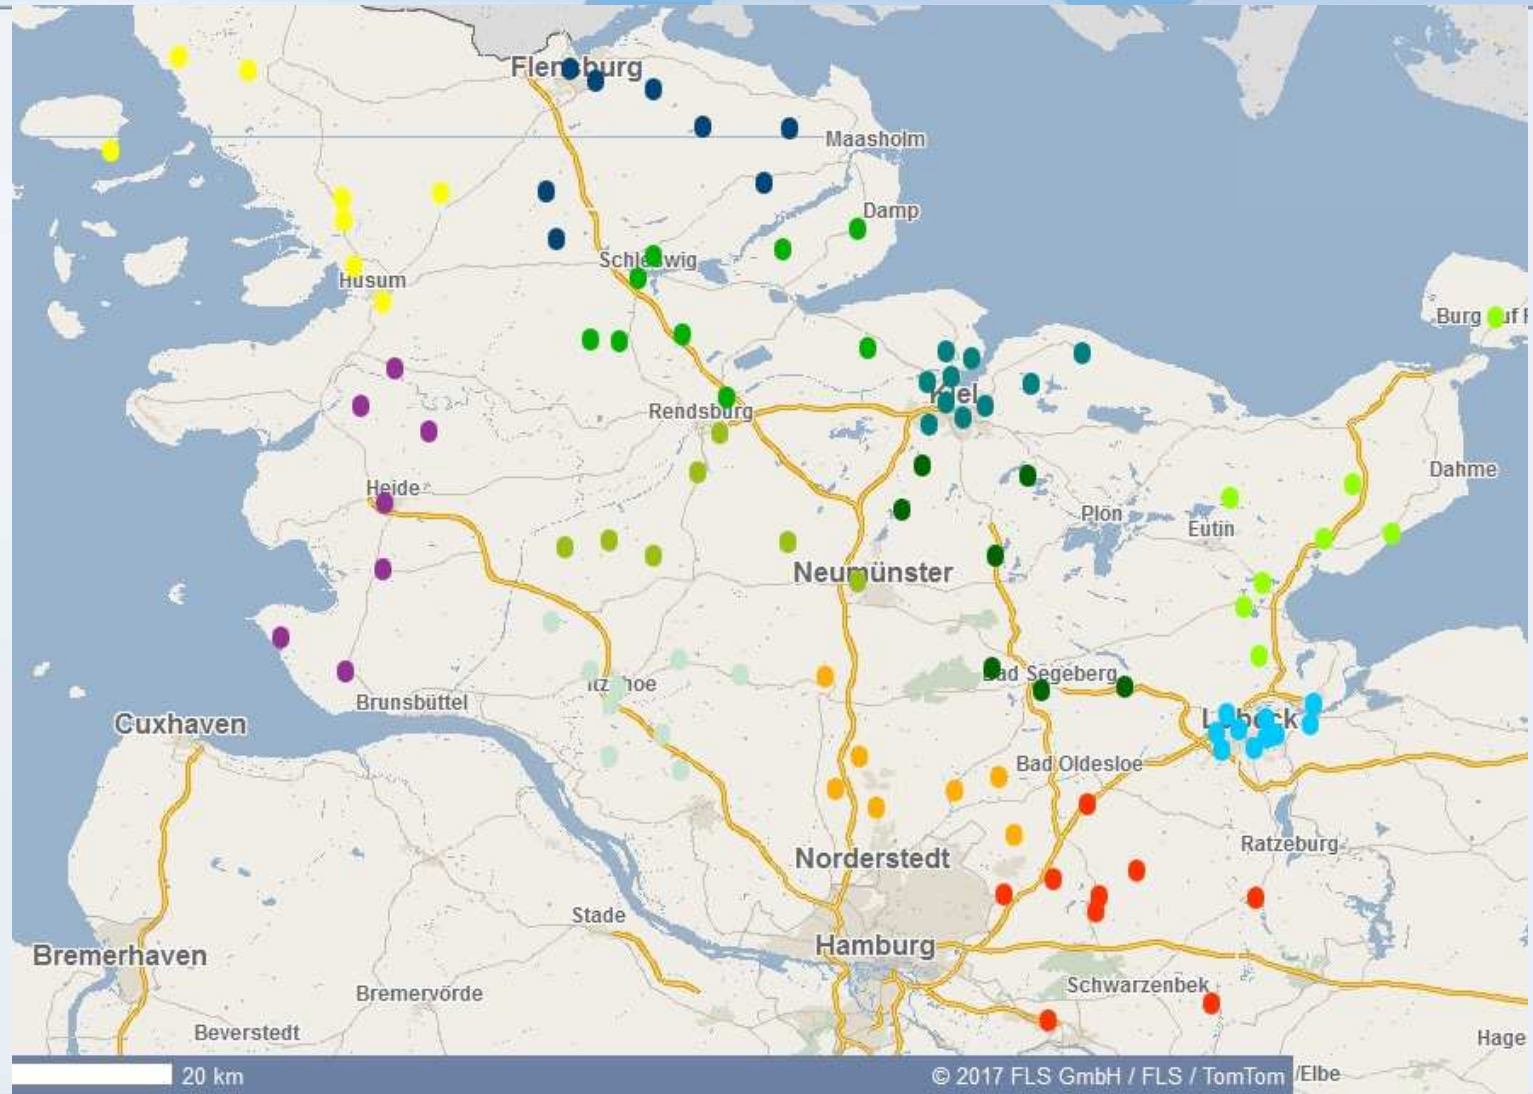 Flensburg
Maasholm
Damp
Schleswig
Husum
Burg auf F
Kiel
Rendsburg
Heide
Dahme
Plön
Eutin
Neumünster
Bad Segeberg
Itzehoe
Brunsbüttel
Cuxhaven
Lübeck
Bad Oldesloe
Ratzeburg
Norderstedt
Stade
Hamburg
Bremerhaven
Schwarzenbek
Bremervörde
Beverstedt
Hage
20 km
© 2017 FLS GmbH / FLS / TomTom
/Elbe